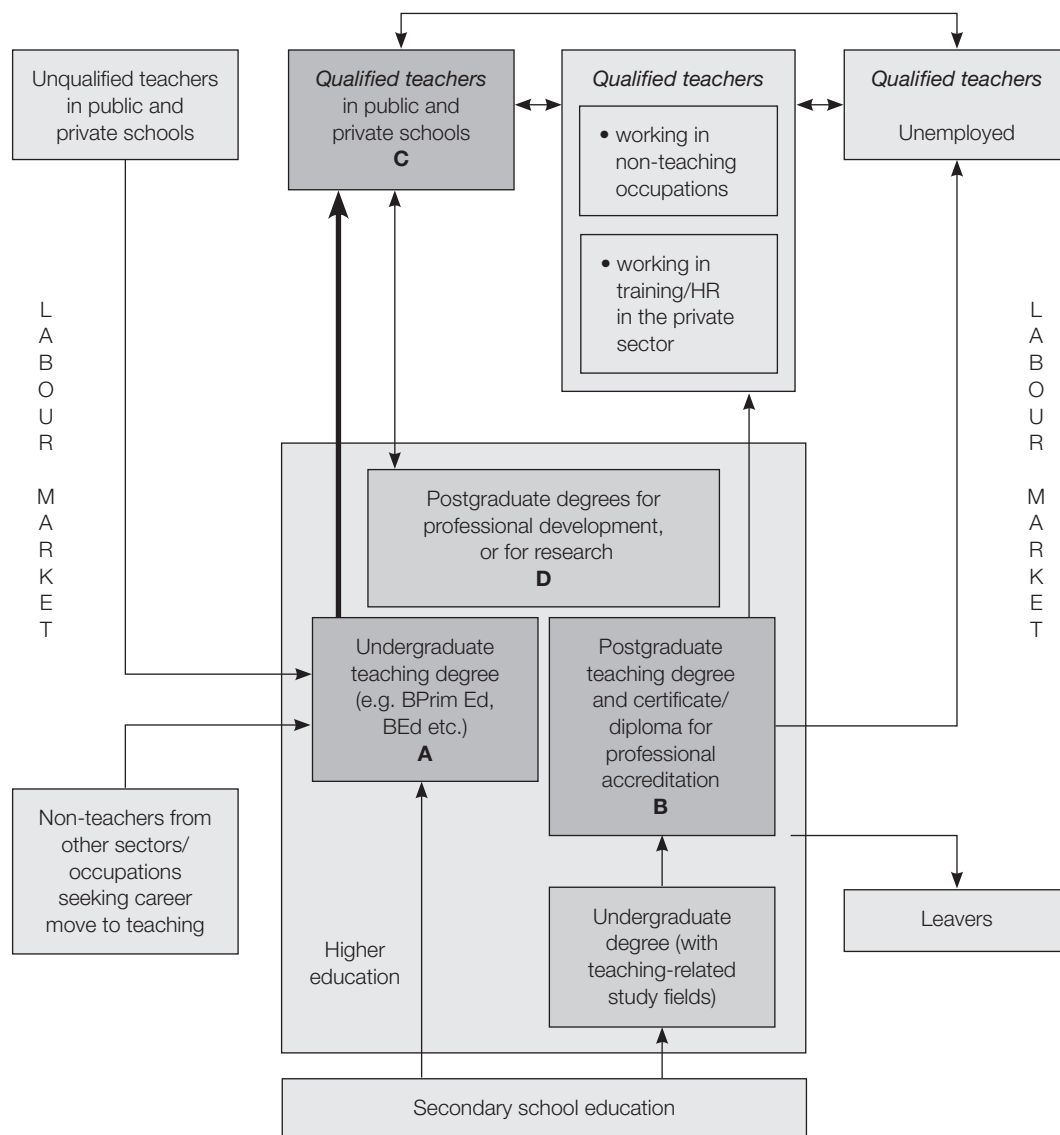 Unqualified teachers
in public and
private schools
Qualified teachers
in public and
private schools
C
Qualified teachers
• working in
non-teaching
occupations
• working in
training/HR
in the private
sector
Qualified teachers
Unemployed
LABOUR MARKET
LABOUR MARKET
Postgraduate degrees for
professional development,
or for research
D
Undergraduate
teaching degree
(e.g. BPrim Ed,
BEd etc.)
A
Postgraduate
teaching degree
and certificate/
diploma for
professional
accreditation
B
Non-teachers from
other sectors/
occupations
seeking career
move to teaching
Higher
education
Undergraduate
degree (with
teaching-related
study fields)
Leavers
Secondary school education